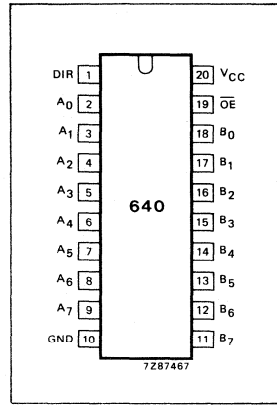 DIR 1 20 VCC
A0 2 19 OE
A1 3 18 B0
A2 4 17 B1
A3 5 16 B2
640
A4 6 15 B3
A5 7 14 B4
A6 8 13 B5
A7 9 12 B6
GND 10 11 B7
7Z87467